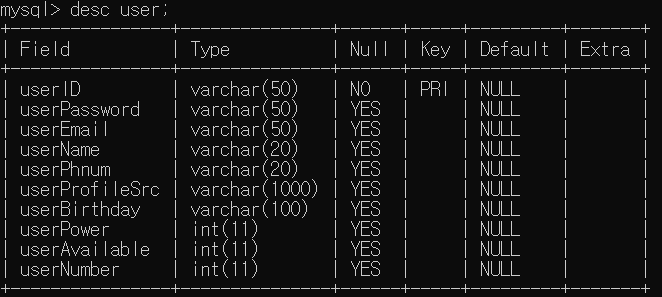 mysql> desc user;
+----------------+---------------+------+-----+---------+-------+
| Field          | Type          | Null | Key | Default | Extra |
+----------------+---------------+------+-----+---------+-------+
| userID         | varchar(50)   | NO   | PRI | NULL    |       |
| userPassword   | varchar(50)   | YES  |     | NULL    |       |
| userEmail      | varchar(50)   | YES  |     | NULL    |       |
| userName       | varchar(20)   | YES  |     | NULL    |       |
| userPhnum      | varchar(20)   | YES  |     | NULL    |       |
| userProfileSrc | varchar(1000) | YES  |     | NULL    |       |
| userBirthday   | varchar(100)  | YES  |     | NULL    |       |
| userPower      | int(11)       | YES  |     | NULL    |       |
| userAvailable  | int(11)       | YES  |     | NULL    |       |
| userNumber     | int(11)       | YES  |     | NULL    |       |
+----------------+---------------+------+-----+---------+-------+